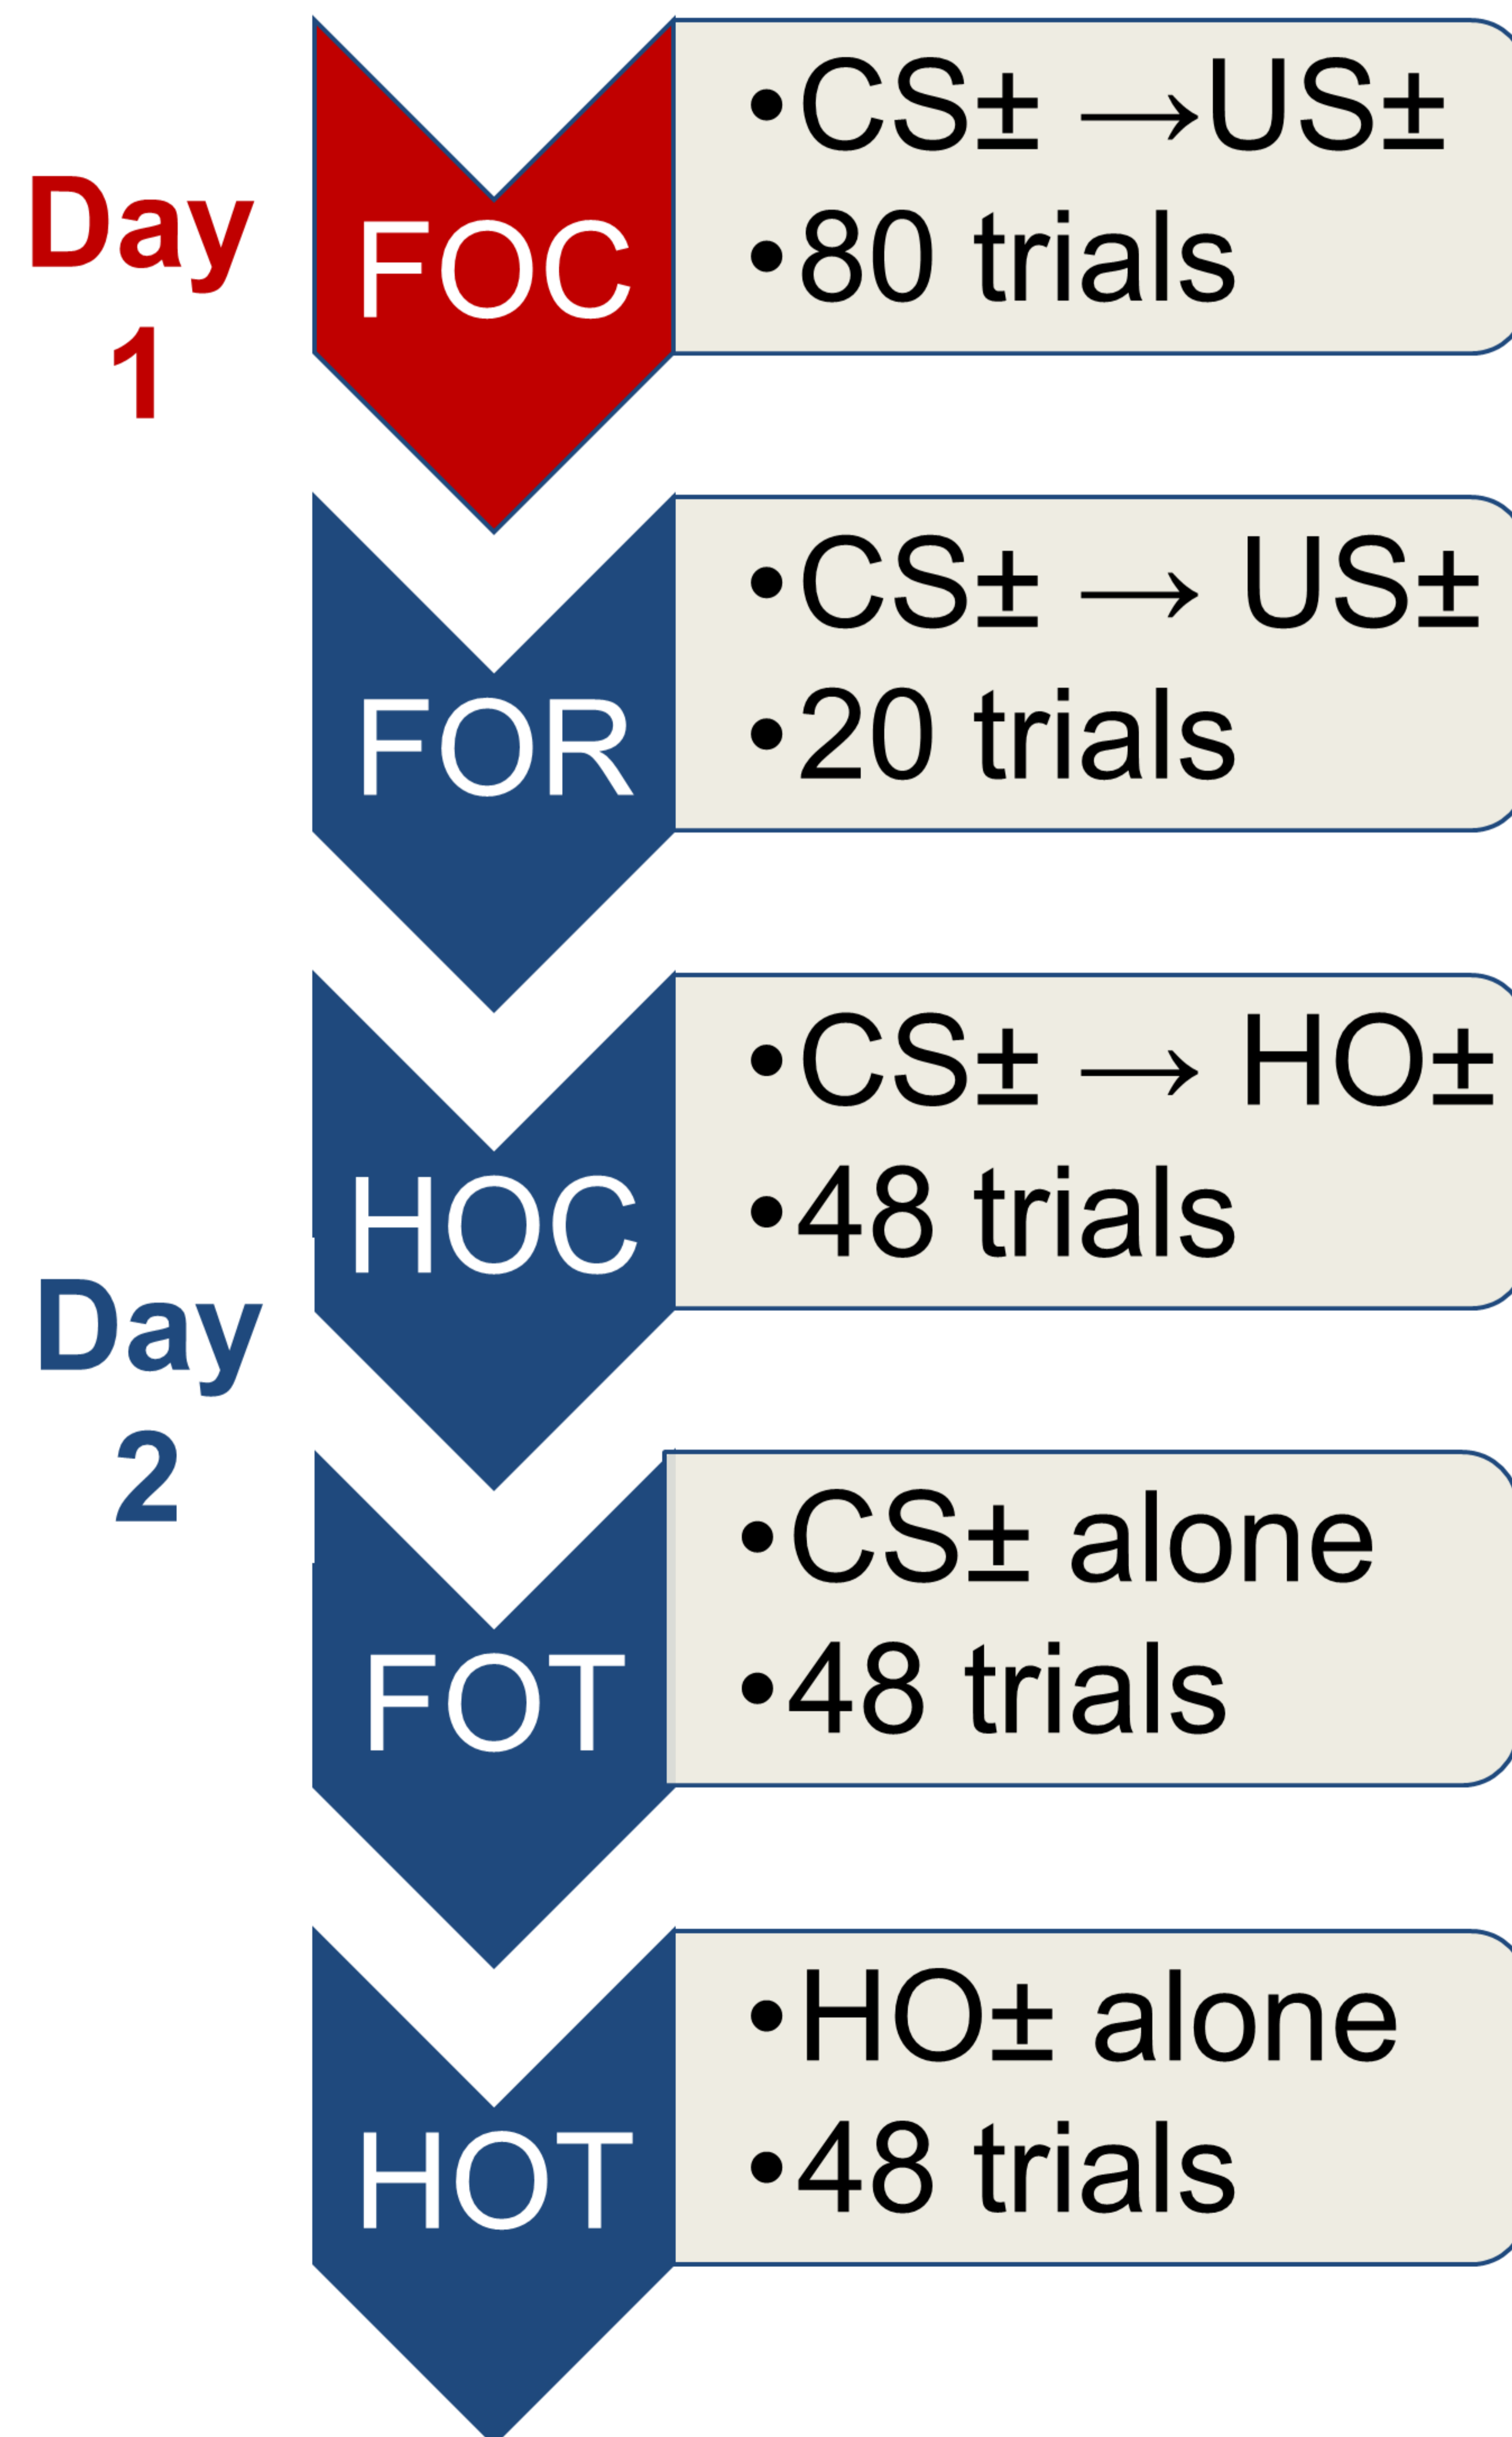 Day
1
FOC
•CS± →US±
•80 trials
FOR
•CS± → US±
•20 trials
Day
2
HOC
•CS± → HO±
•48 trials
FOT
•CS± alone
•48 trials
HOT
•HO± alone
•48 trials